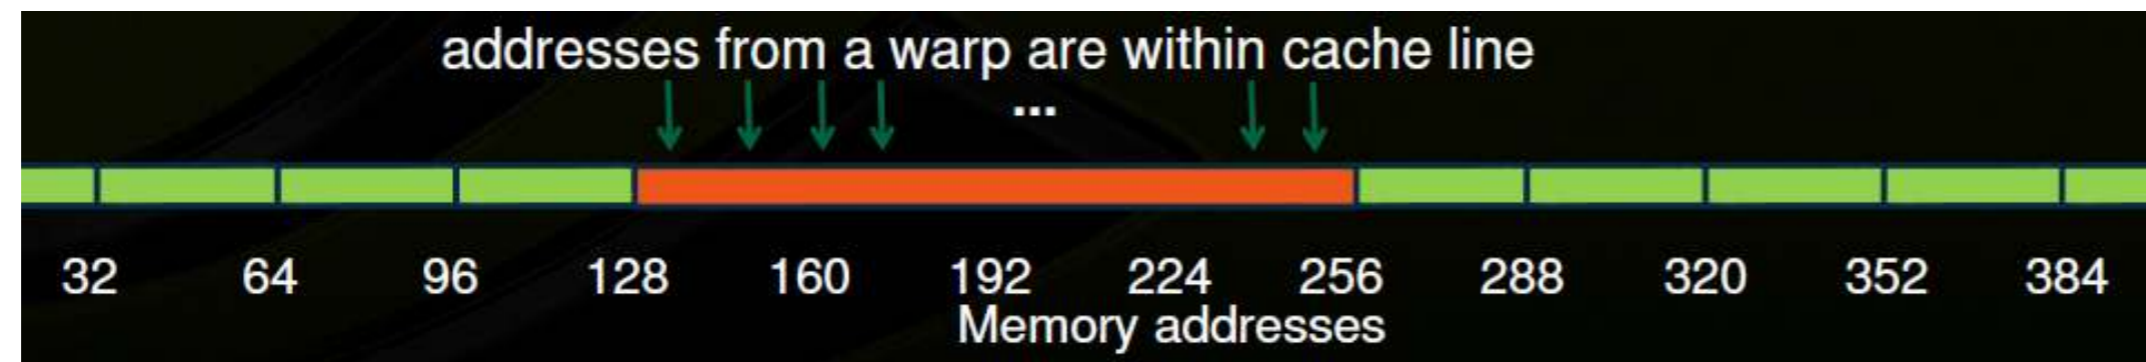 addresses from a warp are within cache line
...
32 64 96 128 160 192 224 256 288 320 352 384
Memory addresses